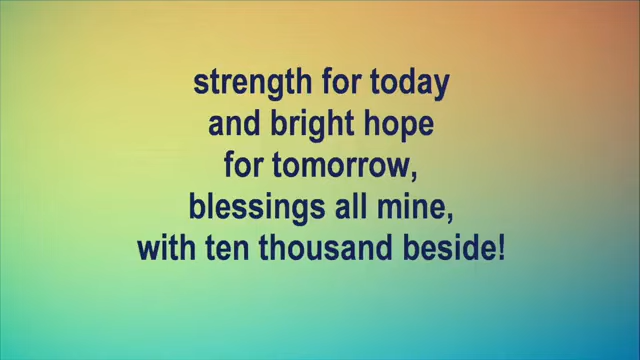 strength for today
and bright hope
for tomorrow,
blessings all mine,
with ten thousand beside!